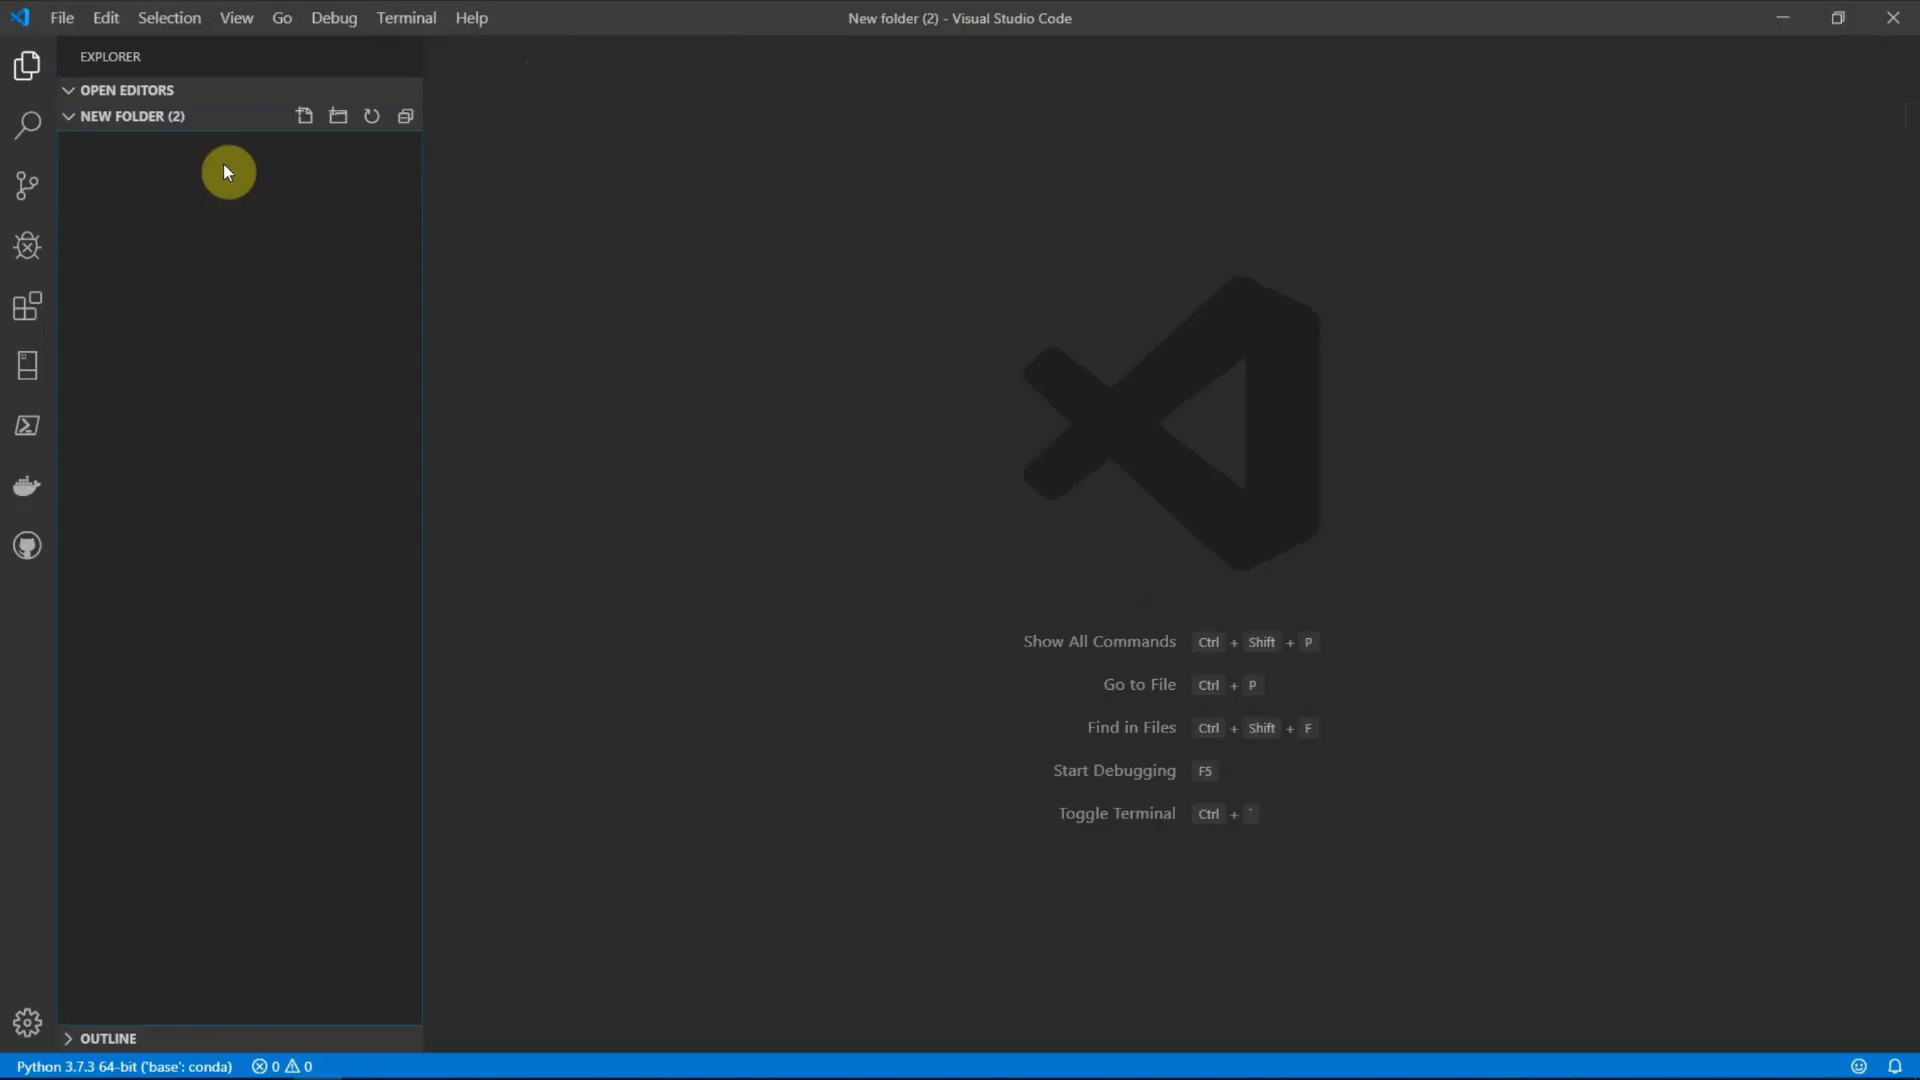 File Edit Selection View Go Debug Terminal Help
New folder (2) - Visual Studio Code
EXPLORER
OPEN EDITORS
NEW FOLDER (2)
Show All Commands Ctrl + Shift + P
Go to File Ctrl + P
Find in Files Ctrl + Shift + F
Start Debugging F5
Toggle Terminal Ctrl + `
OUTLINE
Python 3.7.3 64-bit ('base': conda) 0 0